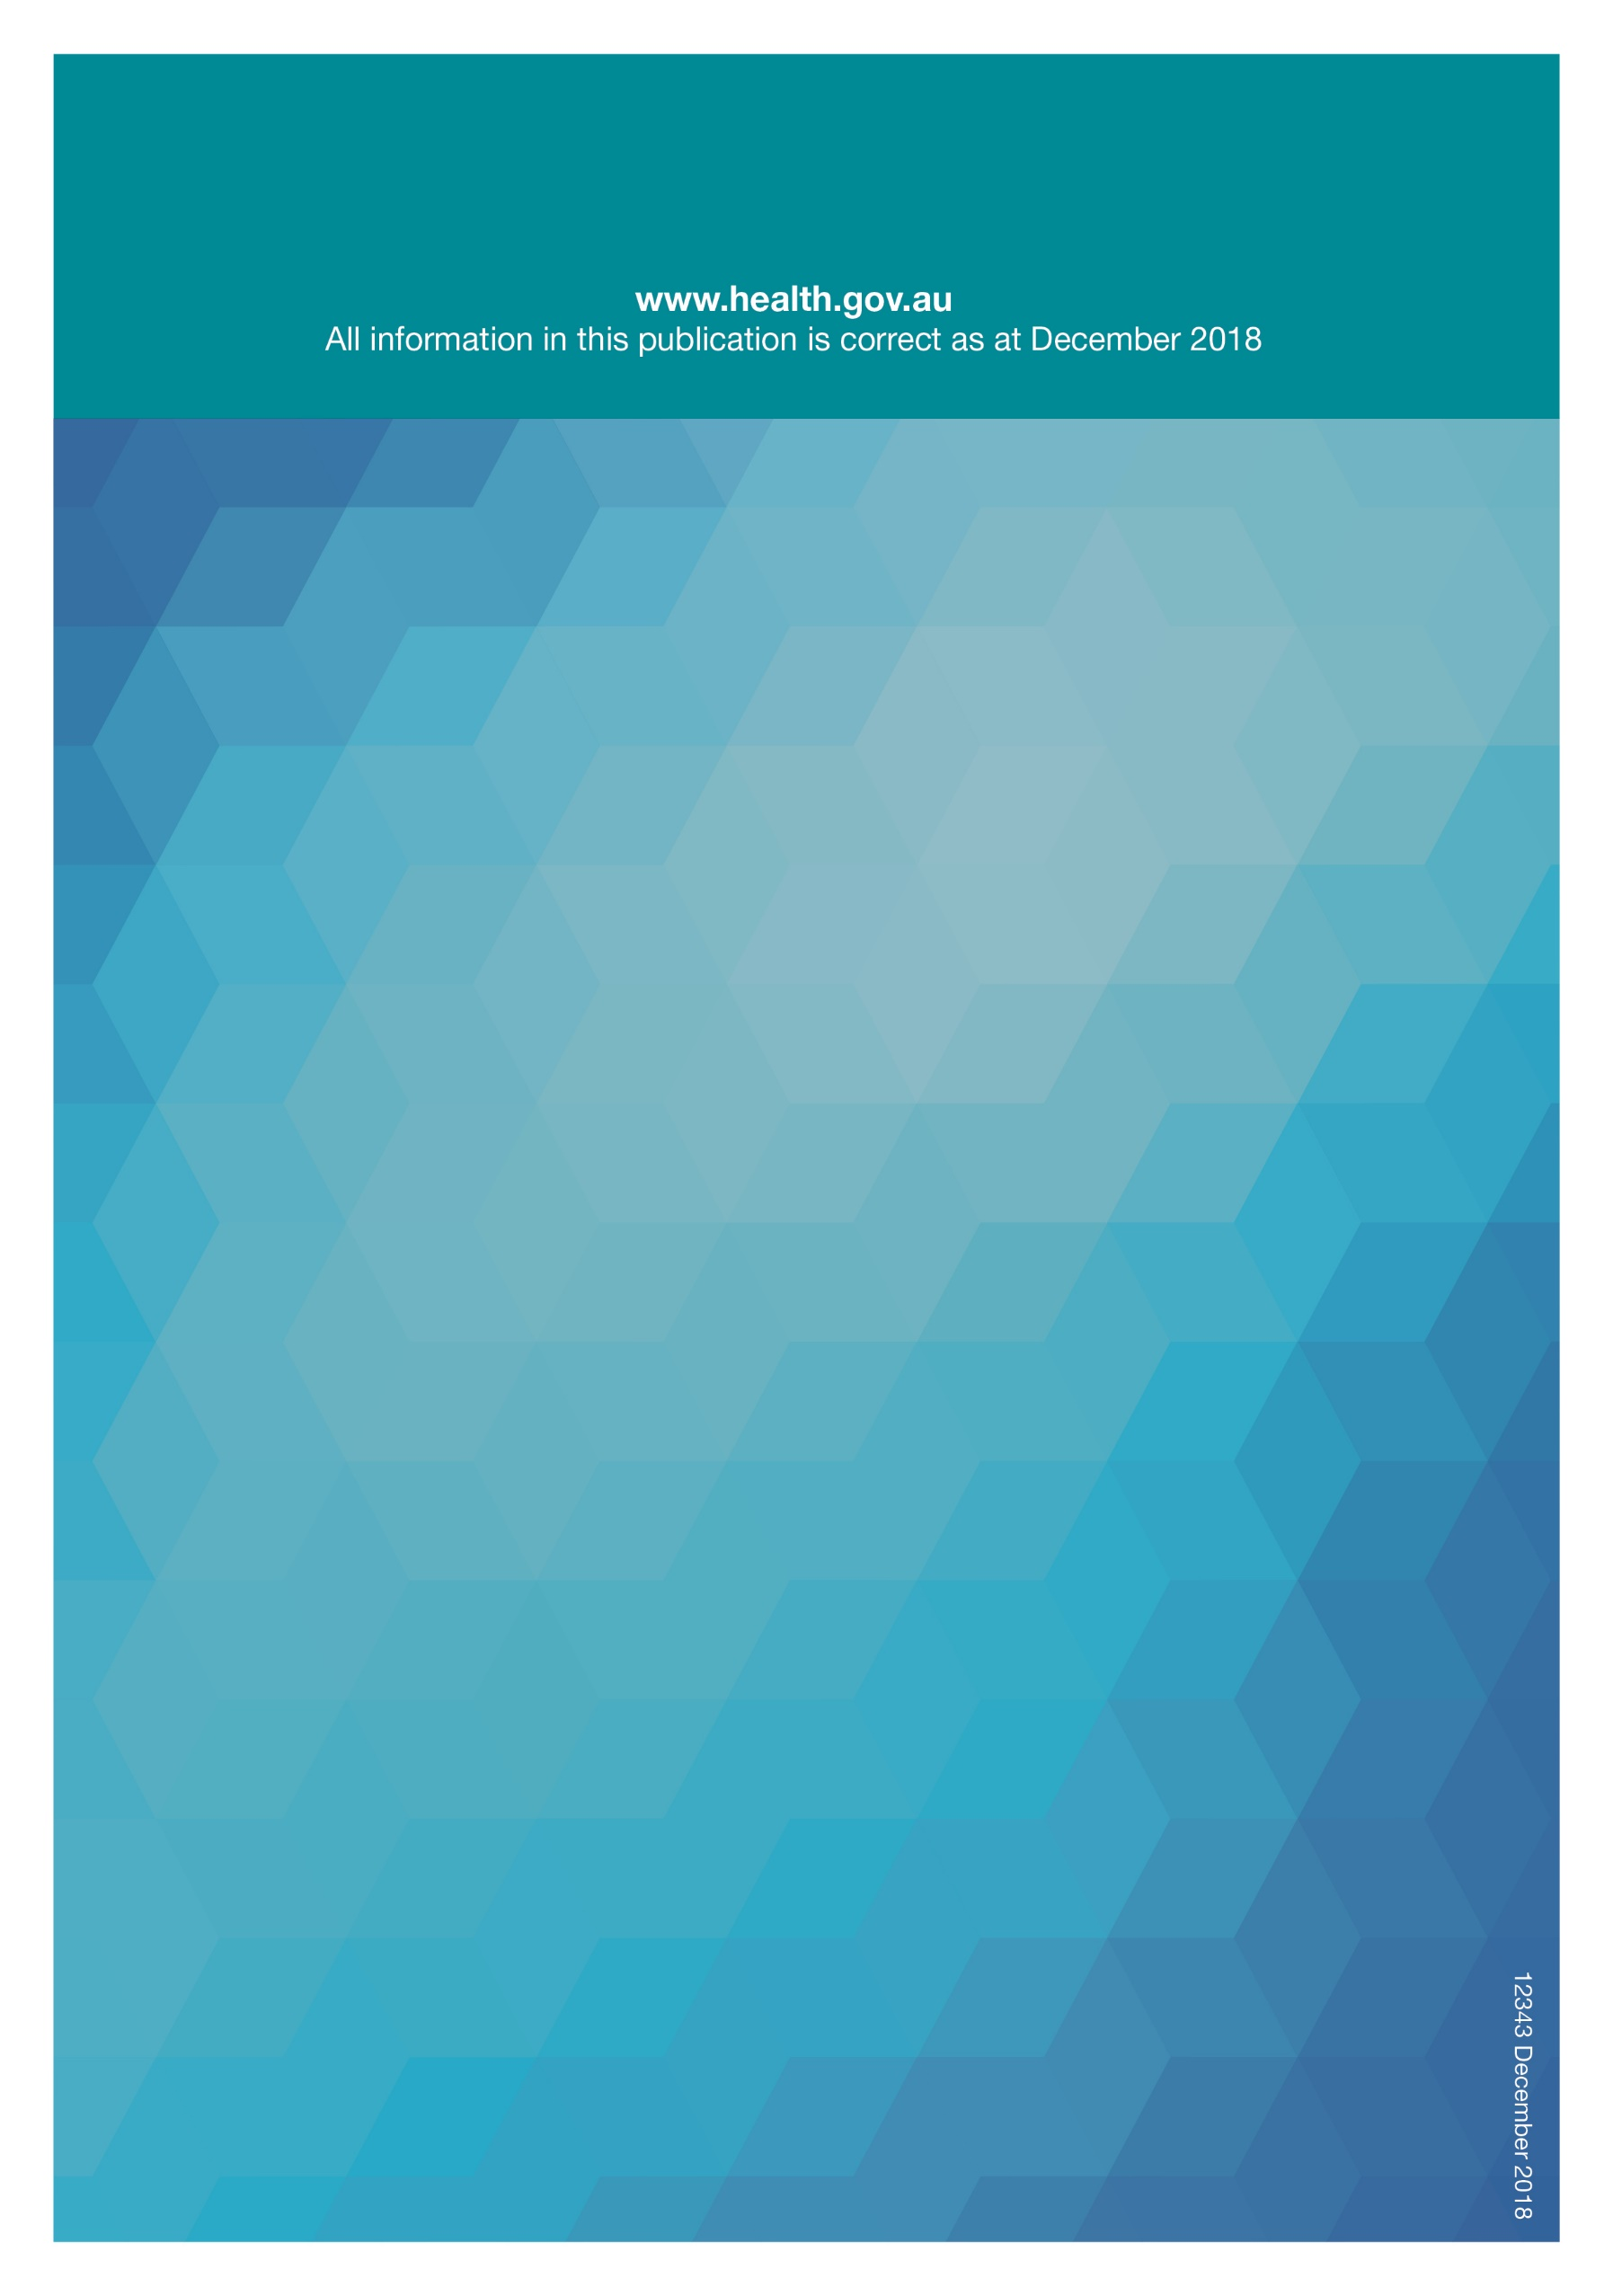 www.health.gov.au
All information in this publication is correct as at December 2018
12343 December 2018